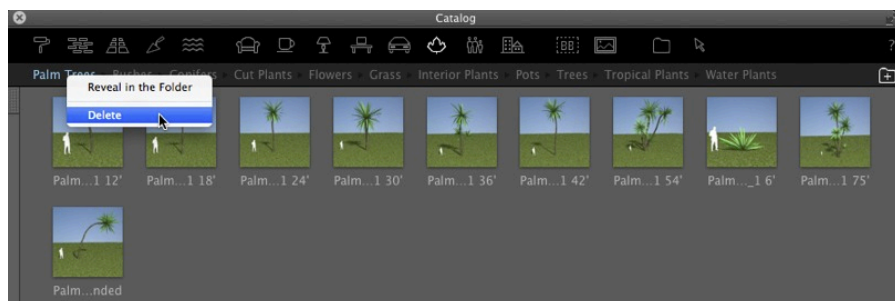 Catalog
BB
?
Palm Trees Bushes Conifers Cut Plants Flowers Grass Interior Plants Pots Trees Tropical Plants Water Plants
Reveal in the Folder
Delete
Palm...1 12' Palm...1 18' Palm...1 24' Palm...1 30' Palm...1 36' Palm...1 42' Palm...1 54' Palm..._1 6' Palm...1 75'
Palm...nded